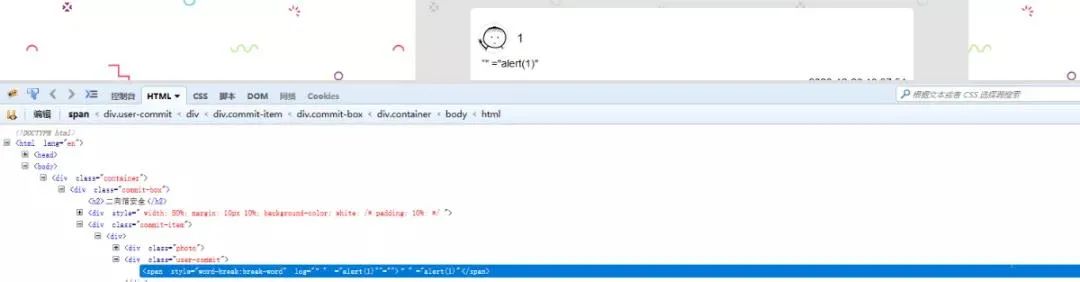 1
"" ="alert(1)"
控制台 HTML CSS 脚本 DOM 网络 Cookies
根据文本或者 CSS 选择器搜索
编辑 span < div.user-commit < div < div.commit-item < div.commit-box < div.container < body < html
<!DOCTYPE html>
<html lang="en">
<head>
<body>
<div class="container">
<div class="commit-box">
<h2>二向箔安全</h2>
<div style=" width: 80%; margin: 10px 10%; background-color: white; /* padding: 10%; */ ">
<div class="commit-item">
<div>
<div class="photo">
<div class="user-commit">
<span style="word-break:break-word" log="" " ="alert(1)""=""> " " ="alert(1)"</span>